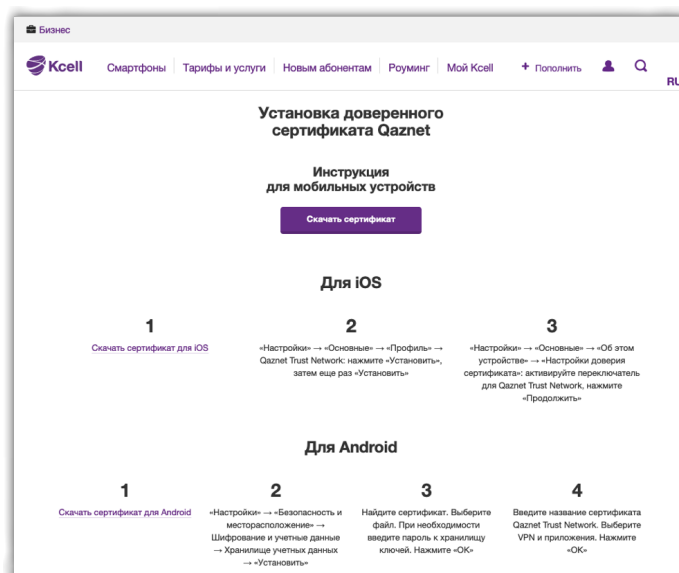 Бизнес
Kcell Смартфоны Тарифы и услуги Новым абонентам Роуминг Мой Kcell + Пополнить
RU
Установка доверенного
сертификата Qaznet
Инструкция
для мобильных устройств
Скачать сертификат
Для iOS
1
Скачать сертификат для iOS
2
«Настройки» → «Основные» → «Профиль» →
Qaznet Trust Network: нажмите «Установить»,
затем еще раз «Установить»
3
«Настройки» → «Основные» → «Об этом
устройстве» → «Настройки доверия
сертификата»: активируйте переключатель
для Qaznet Trust Network, нажмите
«Продолжить»
Для Android
1
Скачать сертификат для Android
2
«Настройки» → «Безопасность и
месторасположение» →
Шифрование и учетные данные
→ Хранилище учетных данных
→ «Установить»
3
Найдите сертификат. Выберите
файл. При необходимости
введите пароль к хранилищу
ключей. Нажмите «ОК»
4
Введите название сертификата
Qaznet Trust Network. Выберите
VPN и приложения. Нажмите
«ОК»